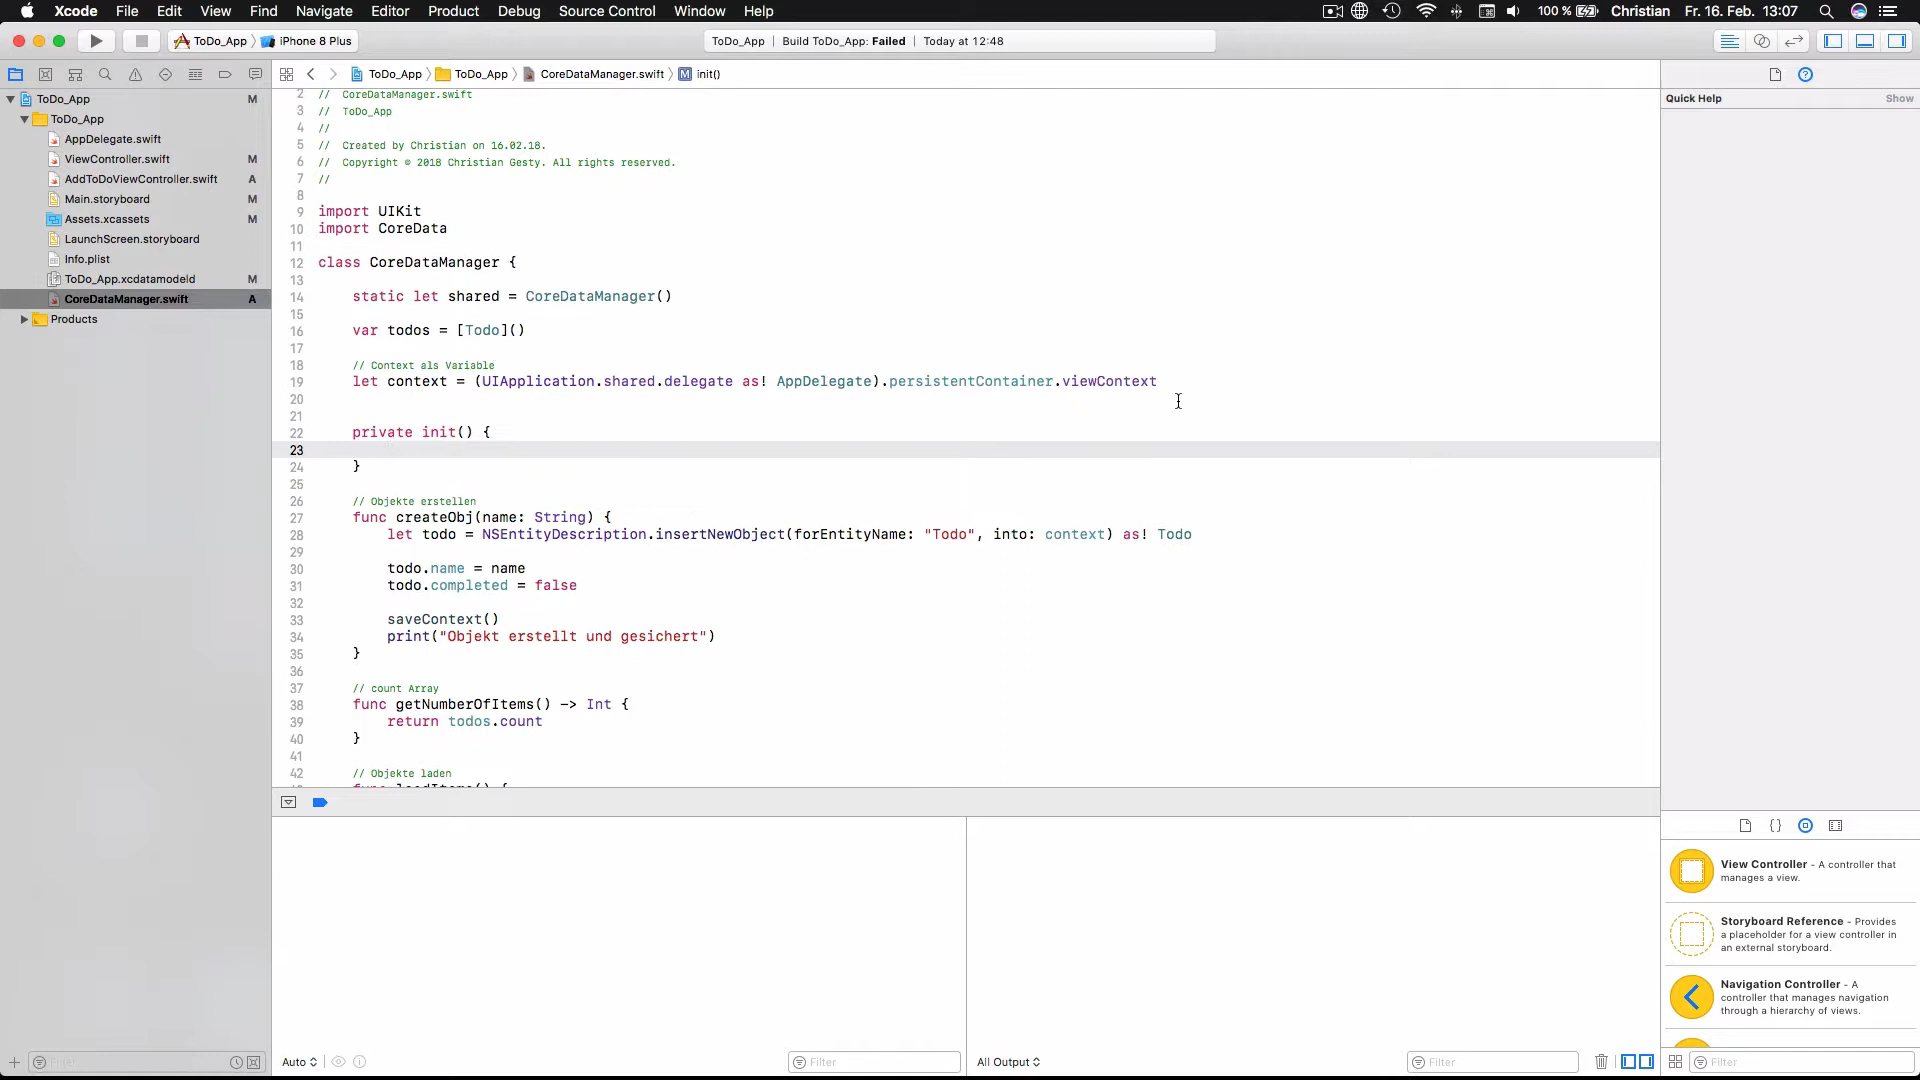 Xcode File Edit View Find Navigate Editor Product Debug Source Control Window Help 100 % Christian Fr. 16. Feb. 13:07
ToDo_App iPhone 8 Plus ToDo_App | Build ToDo_App: Failed | Today at 12:48
ToDo_App ToDo_App CoreDataManager.swift M init()
Quick Help Show
ToDo_App M
ToDo_App
AppDelegate.swift
ViewController.swift M
AddToDoViewController.swift A
Main.storyboard M
Assets.xcassets M
LaunchScreen.storyboard
Info.plist
ToDo_App.xcdatamodeld M
CoreDataManager.swift A
Products
2 // CoreDataManager.swift
3 // ToDo_App
4 //
5 // Created by Christian on 16.02.18.
6 // Copyright © 2018 Christian Gesty. All rights reserved.
7 //
8
9 import UIKit
10 import CoreData
11
12 class CoreDataManager {
13
14 static let shared = CoreDataManager()
15
16 var todos = [Todo]()
17
18 // Context als Variable
19 let context = (UIApplication.shared.delegate as! AppDelegate).persistentContainer.viewContext
20
21
22 private init() {
23
24 }
25
26 // Objekte erstellen
27 func createObj(name: String) {
28 let todo = NSEntityDescription.insertNewObject(forEntityName: "Todo", into: context) as! Todo
29
30 todo.name = name
31 todo.completed = false
32
33 saveContext()
34 print("Objekt erstellt und gesichert")
35 }
36
37 // count Array
38 func getNumberOfItems() -> Int {
39 return todos.count
40 }
41
42 // Objekte laden
func loadItems() {
View Controller - A controller that
manages a view.
Storyboard Reference - Provides
a placeholder for a view controller in
an external storyboard.
Navigation Controller - A
controller that manages navigation
through a hierarchy of views.
Filter Auto Filter All Output Filter Filter